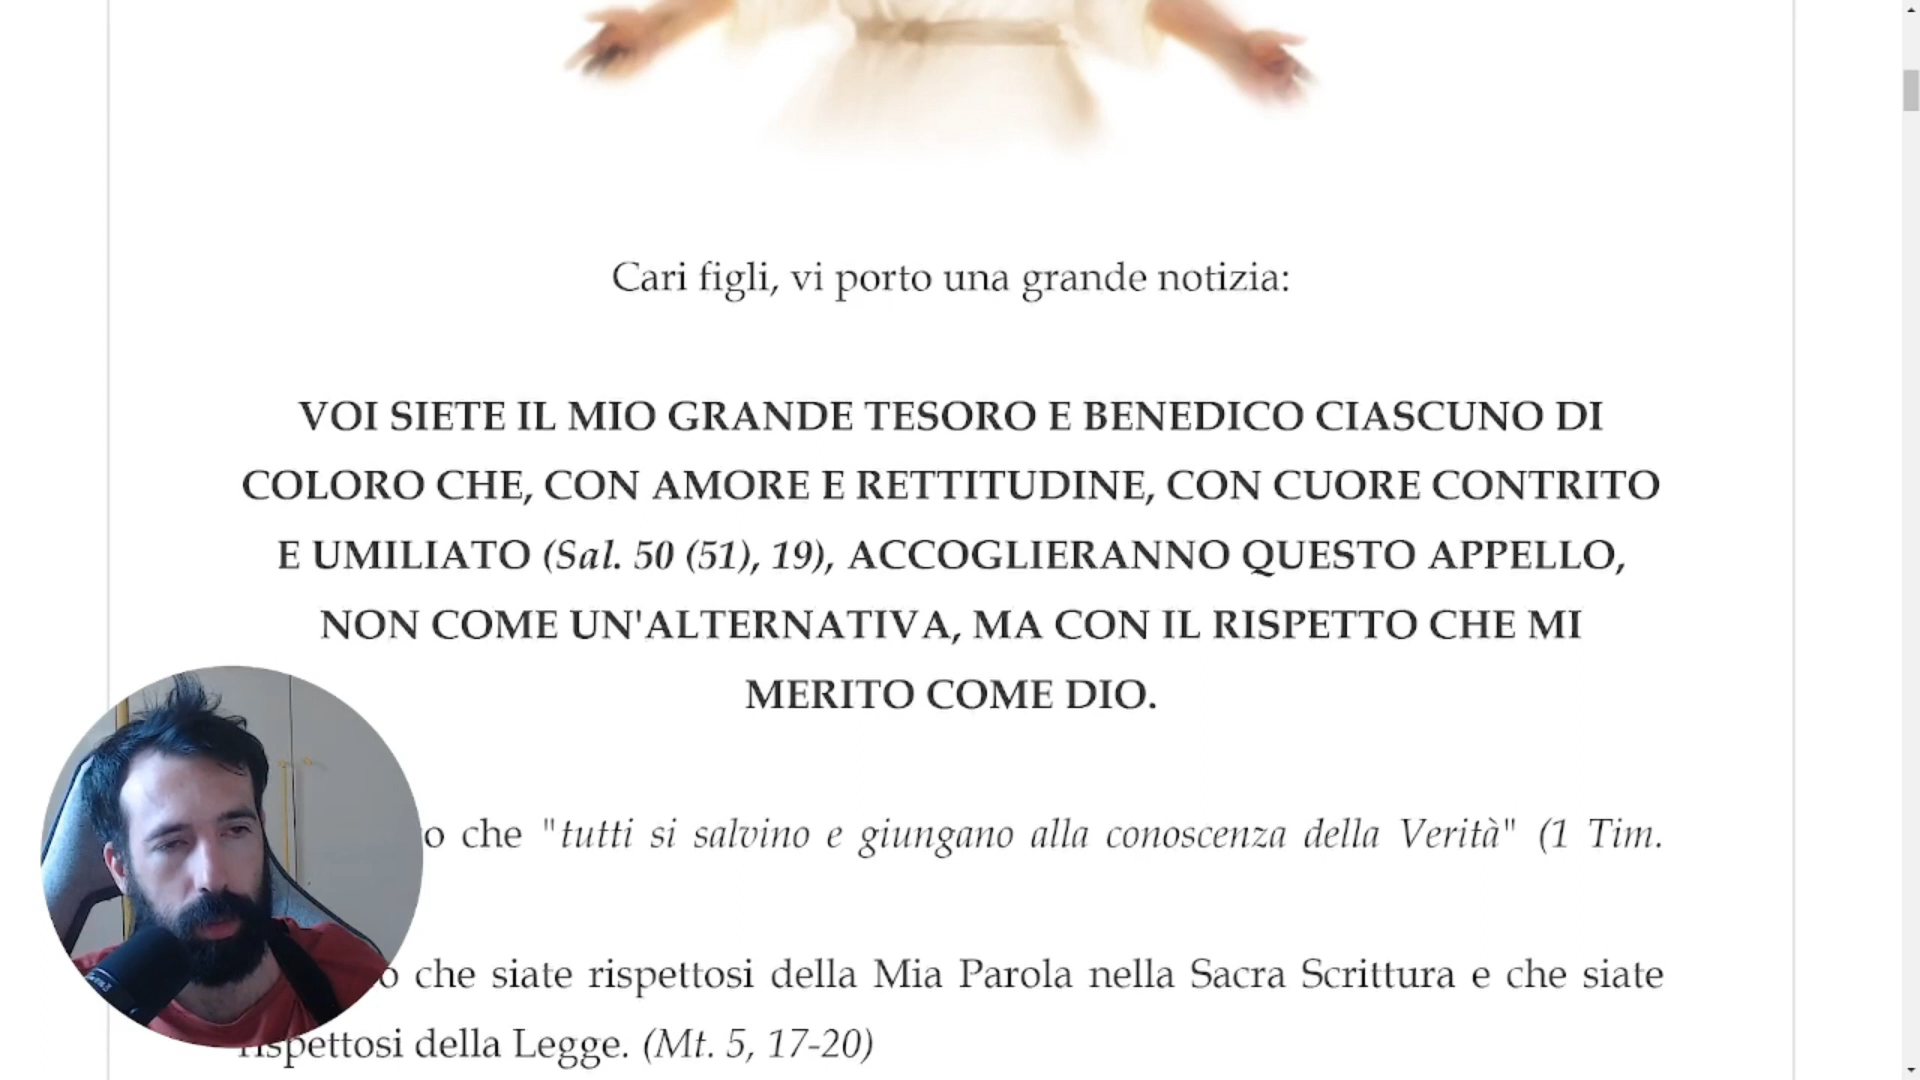 Cari figli, vi porto una grande notizia:
VOI SIETE IL MIO GRANDE TESORO E BENEDICO CIASCUNO DI
COLORO CHE, CON AMORE E RETTITUDINE, CON CUORE CONTRITO
E UMILIATO (Sal. 50 (51), 19), ACCOGLIERANNO QUESTO APPELLO,
NON COME UN'ALTERNATIVA, MA CON IL RISPETTO CHE MI
MERITO COME DIO.
che "tutti si salvino e giungano alla conoscenza della Verità" (1 Tim.
che siate rispettosi della Mia Parola nella Sacra Scrittura e che siate
rispettosi della Legge. (Mt. 5, 17-20)